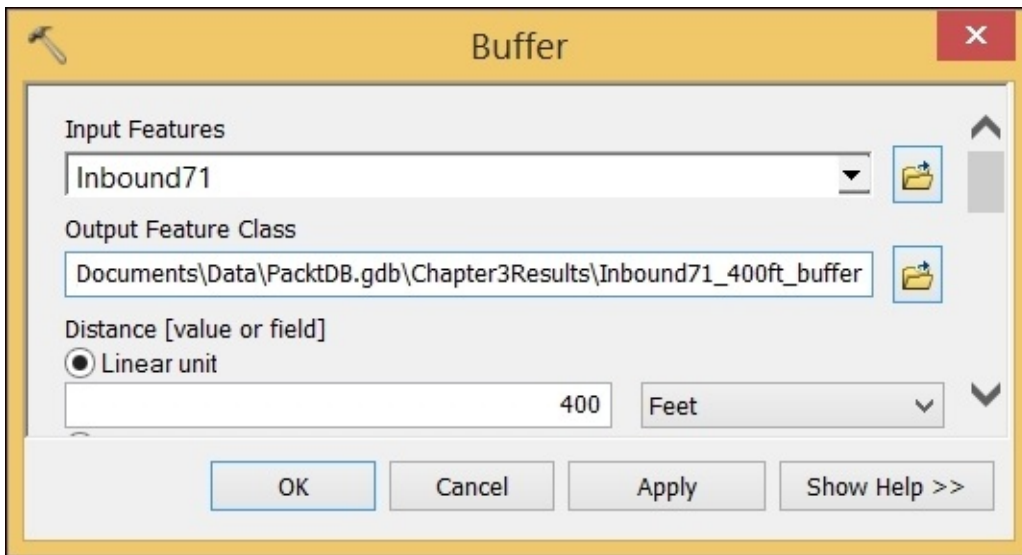 Buffer
Input Features
Inbound71
Output Feature Class
Documents\Data\PacktDB.gdb\Chapter3Results\Inbound71_400ft_buffer
Distance [value or field]
Linear unit
400 Feet
OK Cancel Apply Show Help >>